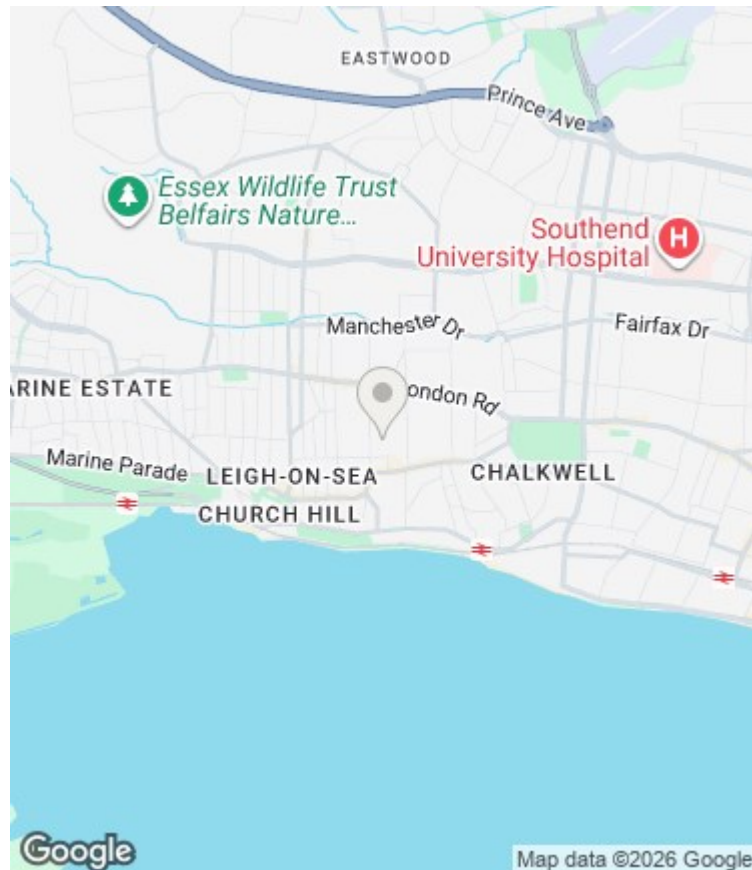 EASTWOOD
Prince Ave
Essex Wildlife Trust
Belfairs Nature...
Southend
University Hospital
H
Manchester Dr
Fairfax Dr
ARINE ESTATE
ondon Rd
Marine Parade
LEIGH-ON-SEA
CHALKWELL
CHURCH HILL
Google
Map data ©2026 Google